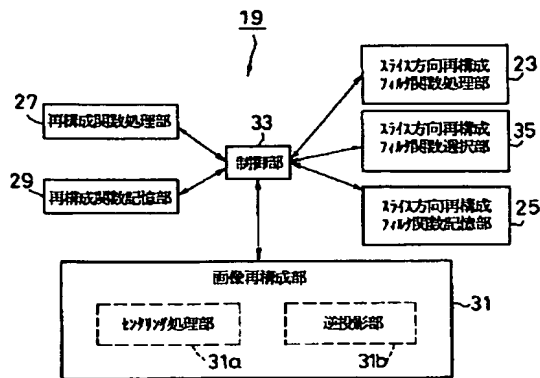 19
27
再構成関数処理部
29
再構成関数記憶部
33
制御部
スライス方向再構成
フィルタ関数処理部
23
スライス方向再構成
フィルタ関数選択部
35
スライス方向再構成
フィルタ関数記憶部
25
画像再構成部
31
センタリング処理部
31a
逆投影部
31b